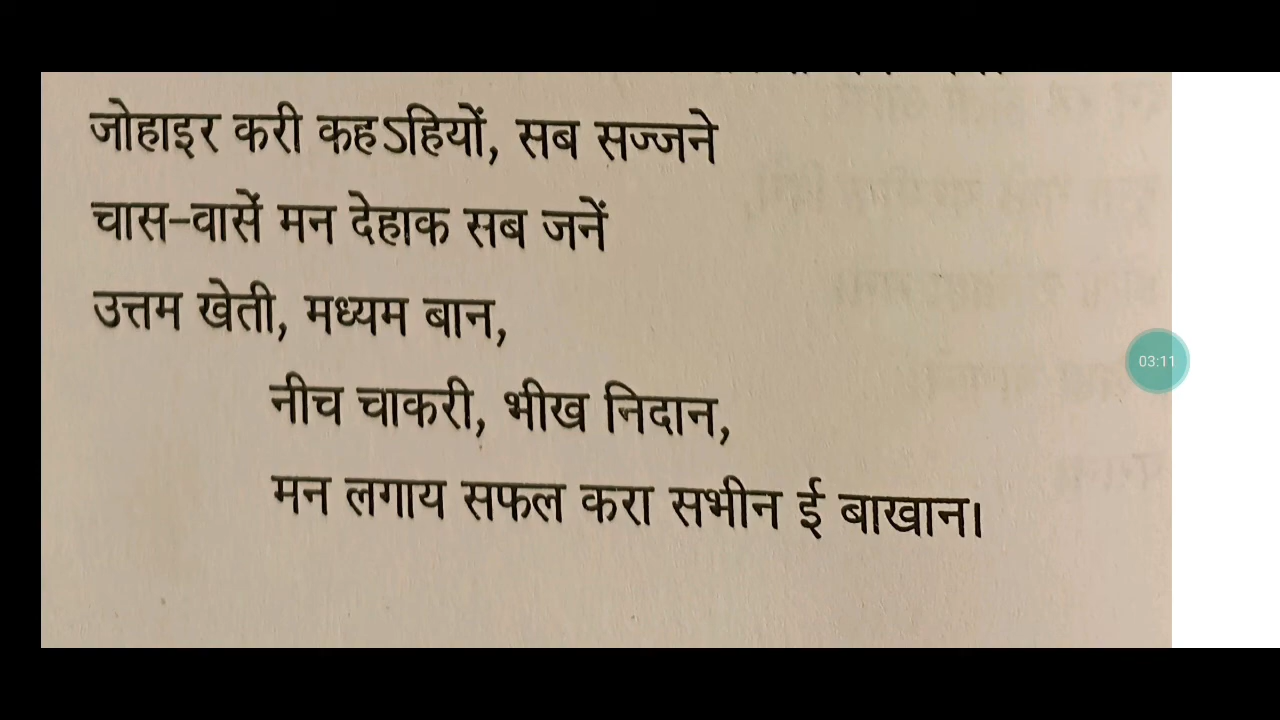 जोहाइर करी कहऽहियों, सब सज्जने
चास-वासें मन देहाक सब जनें
उत्तम खेती, मध्यम बान,
नीच चाकरी, भीख निदान,
मन लगाय सफल करा सभीन ई बाखान।
03:11